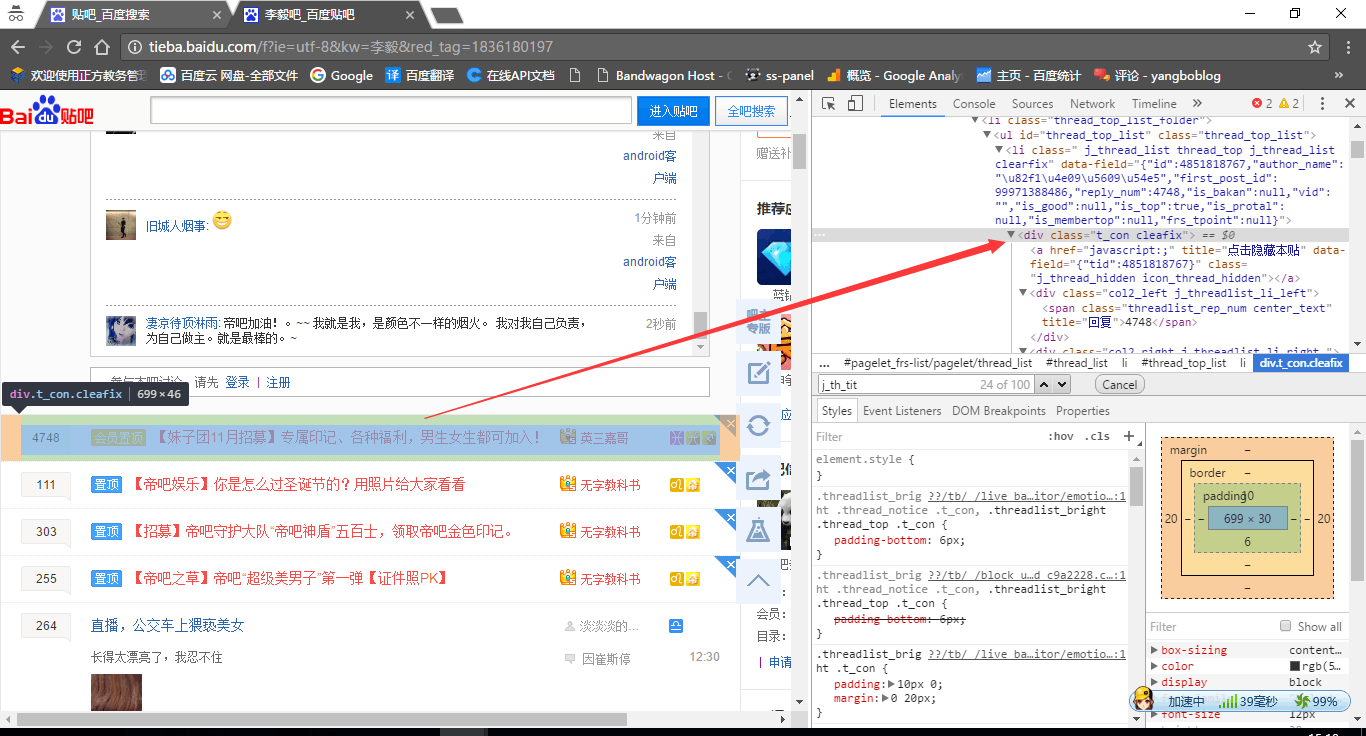 贴吧_百度搜索
李毅吧_百度贴吧
tieba.baidu.com/f?ie=utf-8&kw=李毅&red_tag=1836180197
欢迎使用正方教务管
百度云 网盘-全部文件
Google
百度翻译
在线API文档
Bandwagon Host -
ss-panel
概览 - Google Analy
主页 - 百度统计
评论 - yangboblog
»
Bai du 贴吧
进入贴吧
全吧搜索
来自
android客
户端
赠送补
旧城人烟事:
1分钟前
来自
android客
户端
推荐应
蓝钻
凄凉待顶淋雨: 帝吧加油！。~~ 我就是我，是颜色不一样的烟火。 我对我自己负责，
为自己做主。就是最棒的。~
2秒前
吧主
专版
参与本吧讨论，请先 登录 | 注册
div.t_con.cleafix | 699 × 46
4748
会员置顶
【妹子团11月招募】专属印记、各种福利，男生女生都可加入！
英三嘉哥
111
置顶
【帝吧娱乐】你是怎么过圣诞节的？用照片给大家看看
无字教科书
303
置顶
【招募】帝吧守护大队“帝吧神盾”五百士，领取帝吧金色印记。
无字教科书
255
置顶
【帝吧之草】帝吧“超级美男子”第一弹【证件照PK】
无字教科书
264
直播，公交车上猥亵美女
淡淡淡的...
长得太漂亮了，我忍不住
因崔斯停
12:30
会员：
目录：
申请
Elements
Console
Sources
Network
Timeline
»
2
2
<li class="thread_top_list_folder">
▼<ul id="thread_top_list" class="thread_top_list">
▼<li class=" j_thread_list thread_top j_thread_list
clearfix" data-field="{"id":4851818767,"author_name":
"\u82f1\u4e09\u5609\u54e5","first_post_id":
99971388486,"reply_num":4748,"is_bakan":null,"vid":
"","is_good":null,"is_top":true,"is_protal":
null,"is_membertop":null,"frs_tpoint":null}">
... ▼<div class="t_con cleafix"> == $0
<a href="javascript:;" title="点击隐藏本贴" data-
field="{"tid":4851818767}" class=
"j_thread_hidden icon_thread_hidden"></a>
▼<div class="col2_left j_threadlist_li_left">
<span class="threadlist_rep_num center_text"
title="回复">4748</span>
</div>
▼<div class="col2_right j_threadlist_li_right ">
... #pagelet_frs-list/pagelet/thread_list #thread_list li #thread_top_list li div.t_con.cleafix
j_th_tit
24 of 100
Cancel
Styles
Event Listeners
DOM Breakpoints
Properties
Filter
:hov .cls +
element.style {
}
.threadlist_brig ??/tb/_/live_ba…itor/emotio…:1
ht .thread_notice .t_con, .threadlist_bright
.thread_top .t_con {
padding-bottom: 6px;
}
.threadlist_brig ??/tb/_/block_u…d_c9a2228.c…:1
ht .thread_notice .t_con, .threadlist_bright
.thread_top .t_con {
padding-bottom: 6px;
}
.threadlist_brig ??/tb/_/live_ba…itor/emotio…:1
ht .t_con {
padding:▶10px 0;
margin:▶0 20px;
}
margin
–
border
–
padding10
20
–
–
699 × 30
–
–
20
6
–
–
Filter
Show all
▶box-sizing
content…
▶color
rgb(5…
▶display
block
加速中
39毫秒
99%
▶font-size
12px